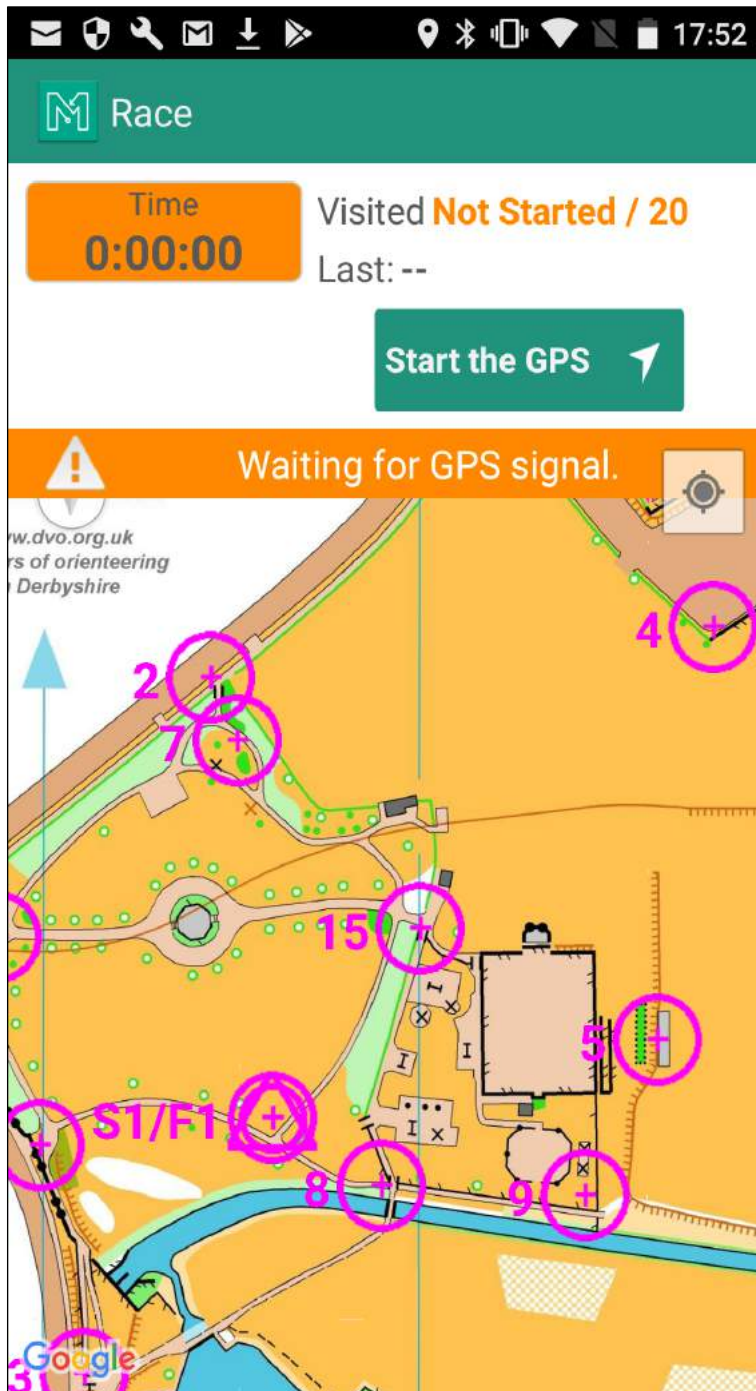 17:52
Race
Time
0:00:00
Visited Not Started / 20
Last: --
Start the GPS
Waiting for GPS signal.
w.dvo.org.uk
rs of orienteering
Derbyshire
4
2
7
15
5
S1/F1
8
9
3
Google